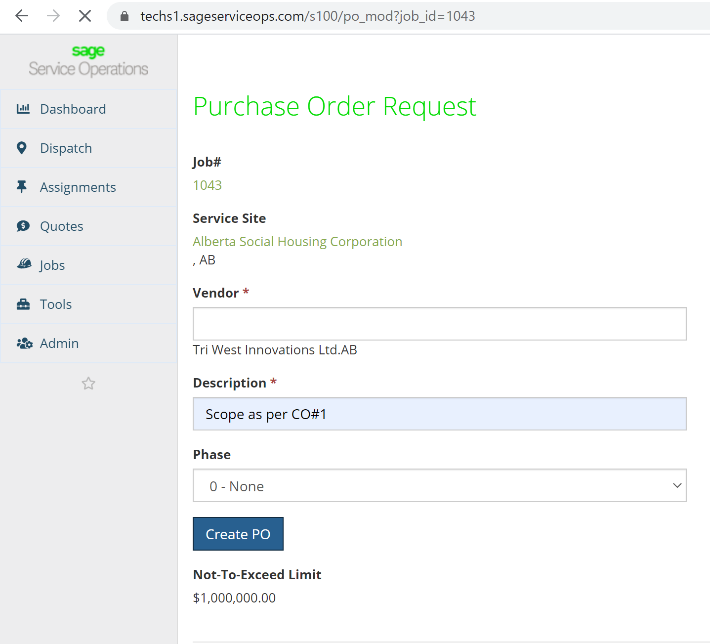 techs1.sageserviceops.com/s100/po_mod?job_id=1043
sage
Service Operations
Dashboard
Dispatch
Assignments
Quotes
Jobs
Tools
Admin
Purchase Order Request
Job#
1043
Service Site
Alberta Social Housing Corporation
, AB
Vendor *
Tri West Innovations Ltd.AB
Description *
Scope as per CO#1
Phase
0 - None
Create PO
Not-To-Exceed Limit
$1,000,000.00